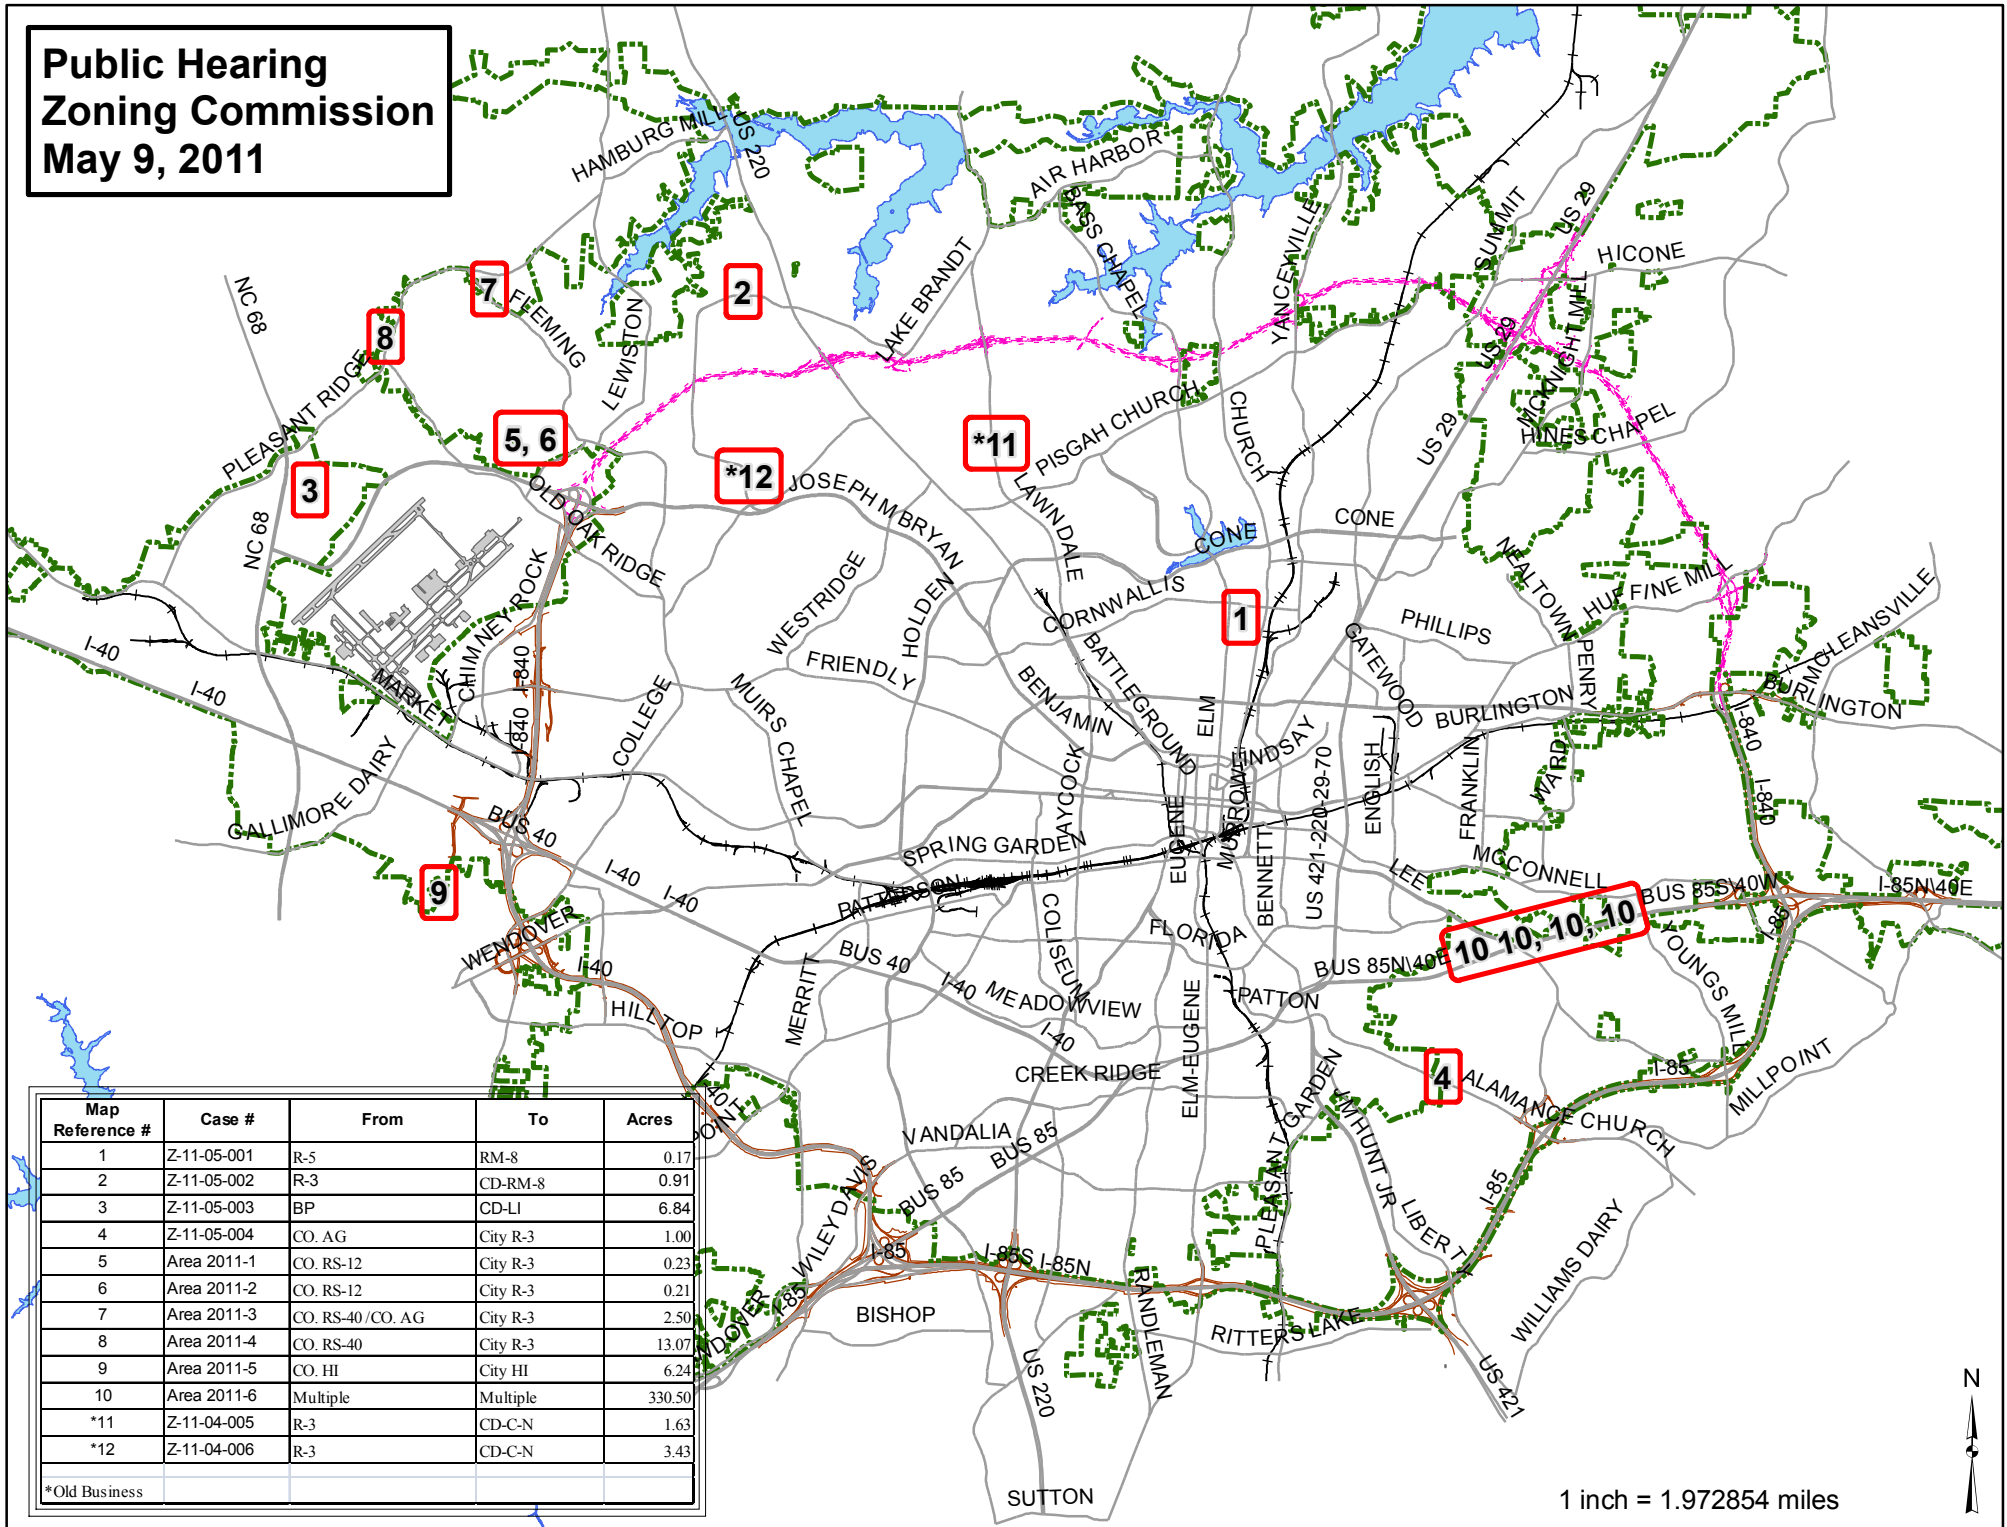 Public Hearing
Zoning Commission
May 9, 2011
HAMBURG MILL
US 220
AIR HARBOR
BASS CHAPEL
YANCEYVILLE
SUMMIT
US 29
HICONE
NC 68
7
FLEMING
2
LAKE BRANDT
LEWISTON
8
US 29
MCKNIGHT MILL
PLEASANT RIDGE
5, 6
*11
PISGAH CHURCH
CHURCH
US 29
HINES CHAPEL
3
*12
JOSEPH M BRYAN
LAWNDALE
OLD OAK RIDGE
NC 68
CONE
CONE
NEALTOWN
HUFFINE MILL
MCLEANSVILLE
CHIMNEY ROCK
WESTRIDGE
HOLDEN
CORNWALLIS
1
PHILLIPS
GATEWOOD
PENRY
I-40
I-40
MARKET
I-840
I-840
FRIENDLY
BATTLEGROUND
BENJAMIN
ELM
BURLINGTON
BURLINGTON
COLLEGE
MUIRS CHAPEL
LINDSAY
US 421-220-29-70
ENGLISH
FRANKLIN
WARD
I-840
I-840
GALLIMORE DAIRY
BUS 40
AYCOCK
EUGENE
MURROW
BENNETT
SPRING GARDEN
LEE
MCCONNELL
9
I-40
I-40
PATTERSON
BUS 85S\40W
I-85N\40E
WENDOVER
COLISEUM
FLORIDA
10 10, 10, 10
I-85
I-40
BUS 40
I-40
BUS 85N\40E
YOUNGS MILL
HILLTOP
MERRITT
MEADOWVIEW
PATTON
I-40
ELM-EUGENE
CREEK RIDGE
4
ALAMANCE CHURCH
I-85
MILLPOINT
PLEASANT GARDEN
JIM HUNT JR
VANDALIA
BUS 85
BUS 85
WILEY DAVIS
LIBERTY
I-85
WILLIAMS DAIRY
I-85
I-85S I-85N
I-85
BISHOP
RANDLEMAN
RITTERS LAKE
US 220
US 421
SUTTON
Map Reference # Case # From To Acres
1 Z-11-05-001 R-5 RM-8 0.17
2 Z-11-05-002 R-3 CD-RM-8 0.91
3 Z-11-05-003 BP CD-LI 6.84
4 Z-11-05-004 CO. AG City R-3 1.00
5 Area 2011-1 CO. RS-12 City R-3 0.23
6 Area 2011-2 CO. RS-12 City R-3 0.21
7 Area 2011-3 CO. RS-40 /CO. AG City R-3 2.50
8 Area 2011-4 CO. RS-40 City R-3 13.07
9 Area 2011-5 CO. HI City HI 6.24
10 Area 2011-6 Multiple Multiple 330.50
*11 Z-11-04-005 R-3 CD-C-N 1.63
*12 Z-11-04-006 R-3 CD-C-N 3.43
*Old Business
N
1 inch = 1.972854 miles